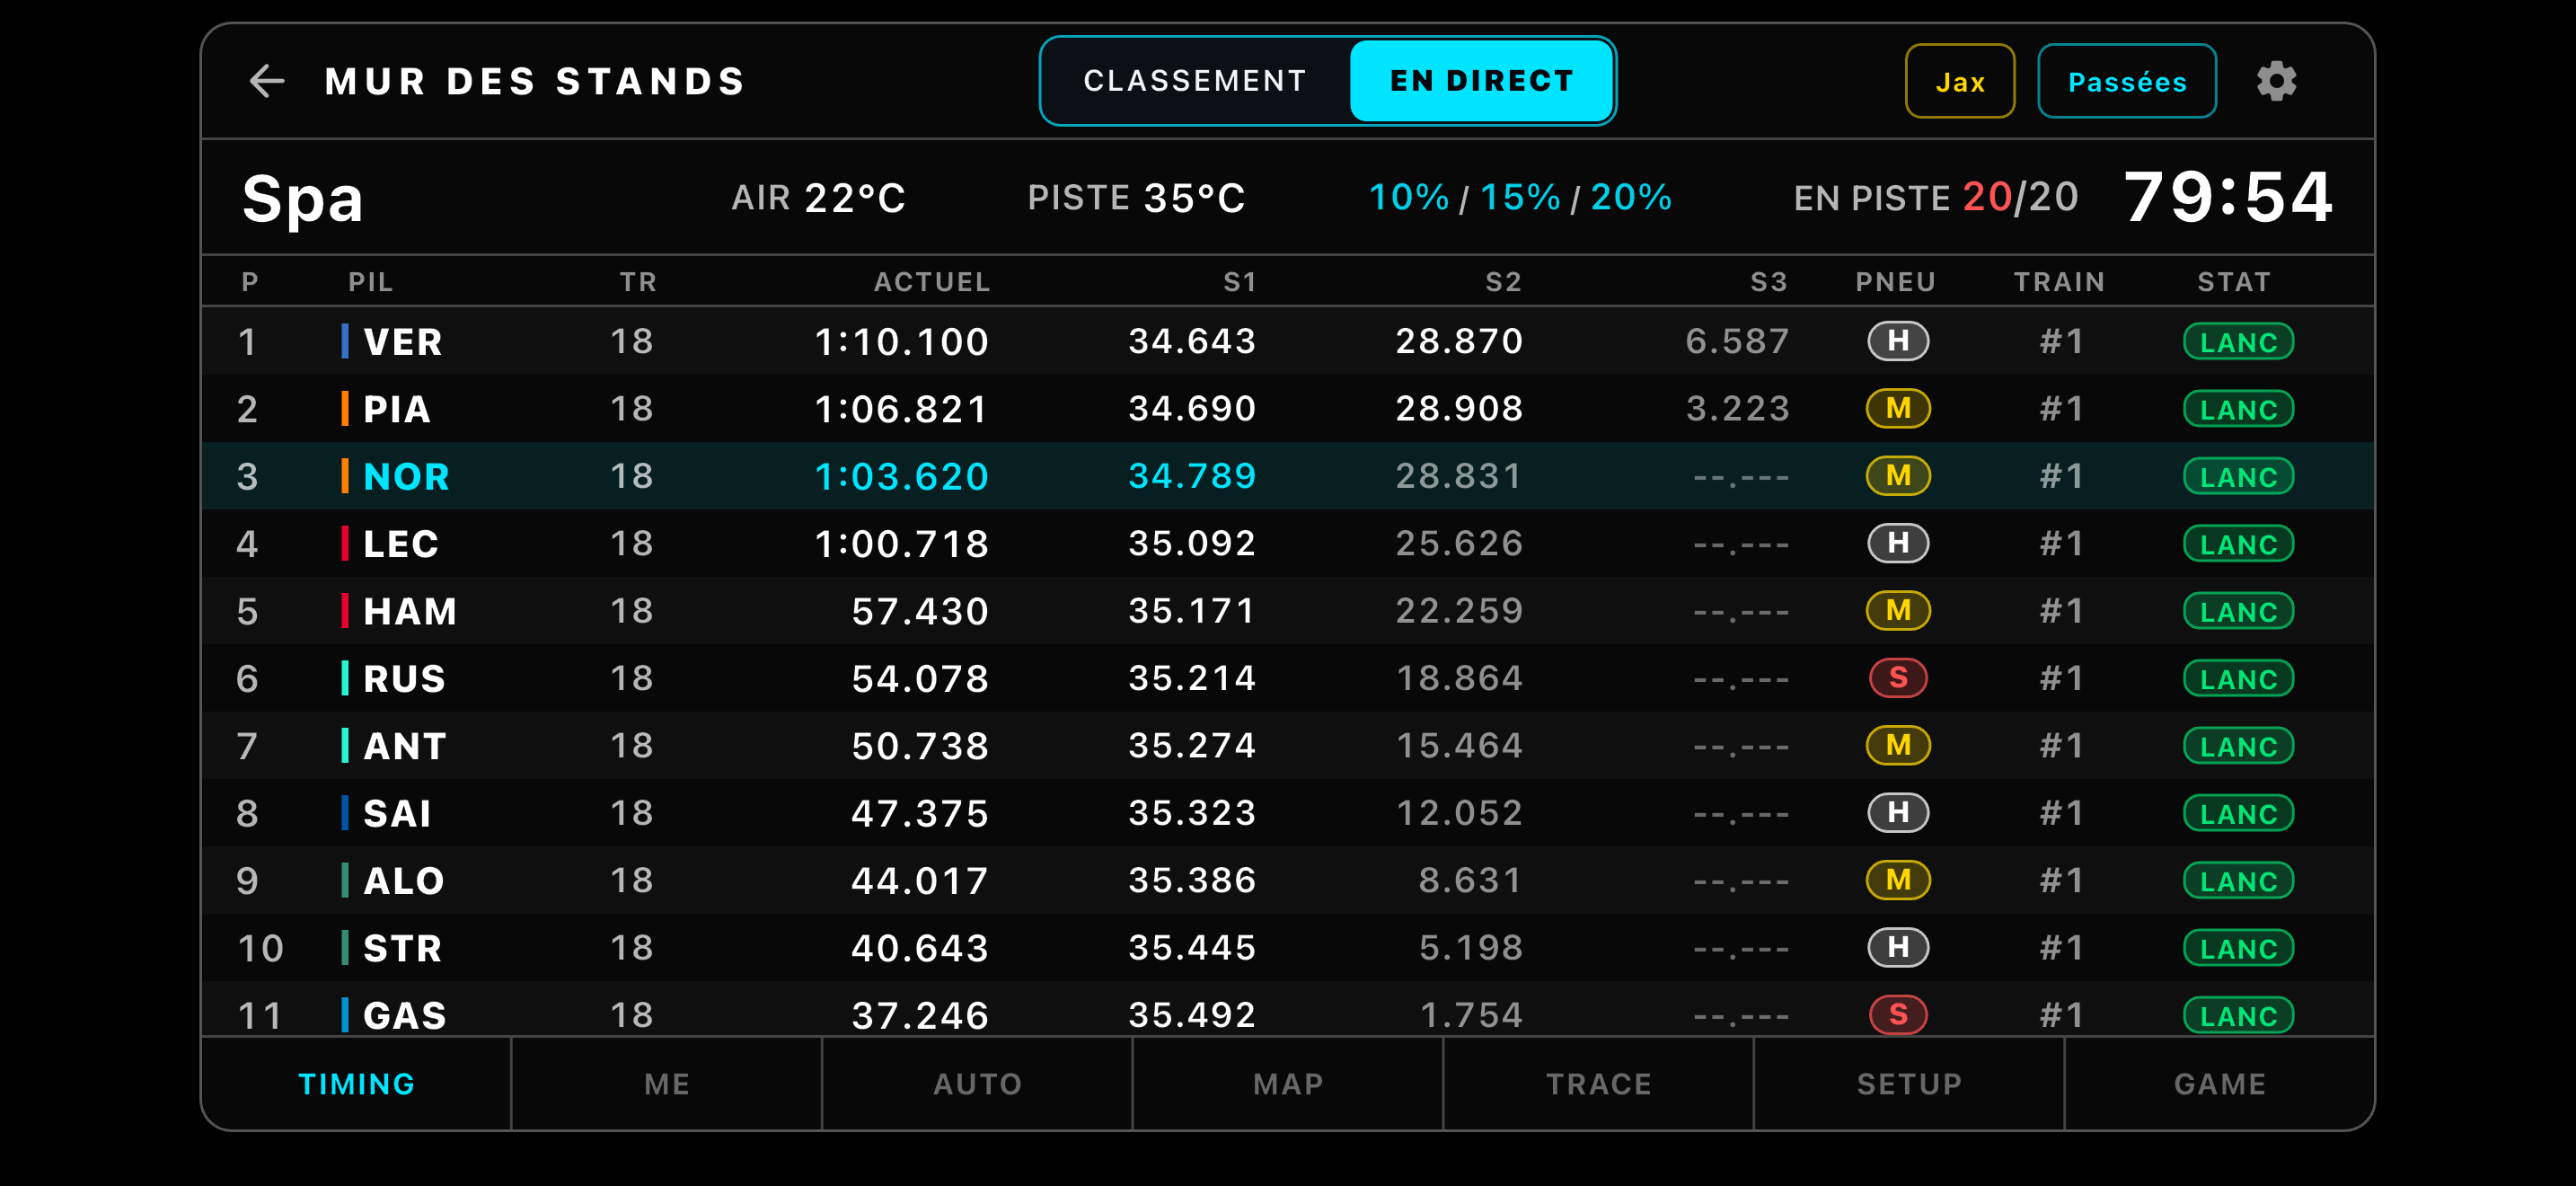 MUR DES STANDS CLASSEMENT EN DIRECT Jax Passées
Spa AIR 22°C PISTE 35°C 10% / 15% / 20% EN PISTE 20/20 79:54
P PIL TR ACTUEL S1 S2 S3 PNEU TRAIN STAT
1 VER 18 1:10.100 34.643 28.870 6.587 H #1 LANC
2 PIA 18 1:06.821 34.690 28.908 3.223 M #1 LANC
3 NOR 18 1:03.620 34.789 28.831 --.--- M #1 LANC
4 LEC 18 1:00.718 35.092 25.626 --.--- H #1 LANC
5 HAM 18 57.430 35.171 22.259 --.--- M #1 LANC
6 RUS 18 54.078 35.214 18.864 --.--- S #1 LANC
7 ANT 18 50.738 35.274 15.464 --.--- M #1 LANC
8 SAI 18 47.375 35.323 12.052 --.--- H #1 LANC
9 ALO 18 44.017 35.386 8.631 --.--- M #1 LANC
10 STR 18 40.643 35.445 5.198 --.--- H #1 LANC
11 GAS 18 37.246 35.492 1.754 --.--- S #1 LANC
TIMING ME AUTO MAP TRACE SETUP GAME